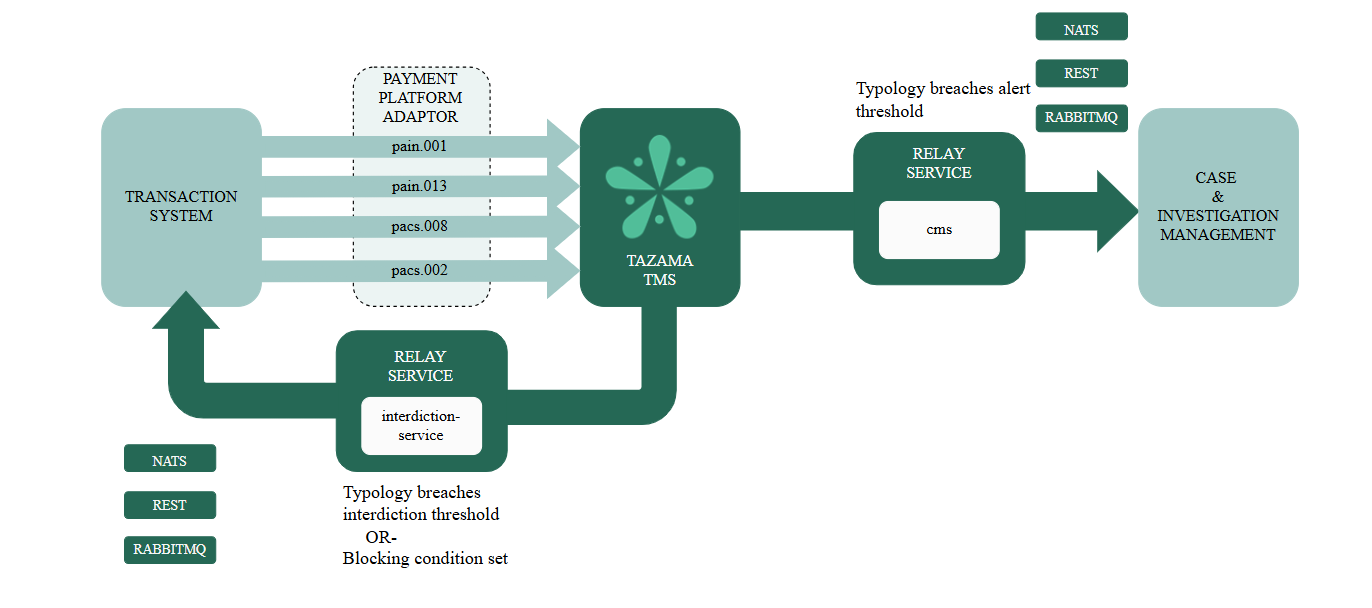 NATS
REST
RABBITMQ
PAYMENT
PLATFORM
ADAPTOR
Typology breaches alert
threshold
pain.001
pain.013
pacs.008
pacs.002
TRANSACTION
SYSTEM
TAZAMA
TMS
RELAY
SERVICE
cms
CASE
&
INVESTIGATION
MANAGEMENT
RELAY
SERVICE
interdiction-
service
NATS
REST
RABBITMQ
Typology breaches
interdiction threshold
OR-
Blocking condition set